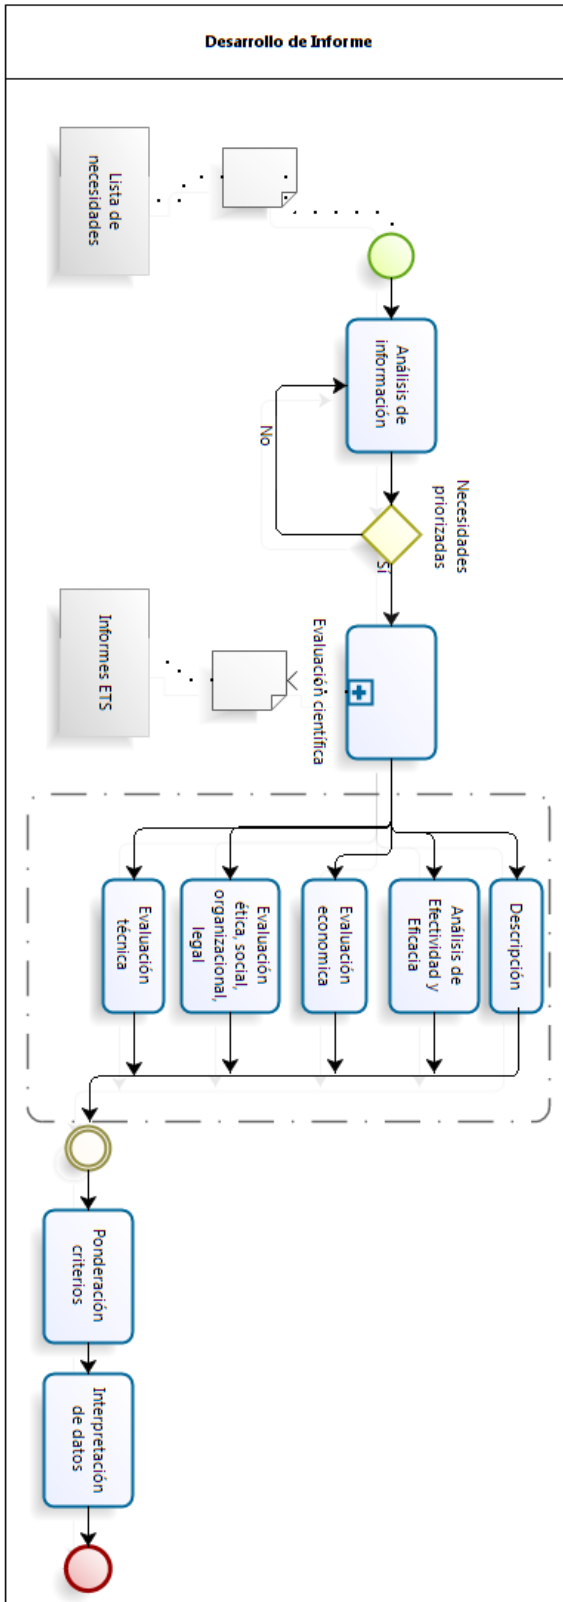 Desarrollo de Informe
Lista de
necesidades
Análisis de
información
No
Necesidades
priorizadas
Sí
Evaluación científica
Informes ETS
Descripción
Análisis de
Efectividad y
Eficacia
Evaluación
economica
Evaluación
ética, social,
organizacional,
legal
Evaluación
técnica
Ponderación
criterios
Interpretación
de datos